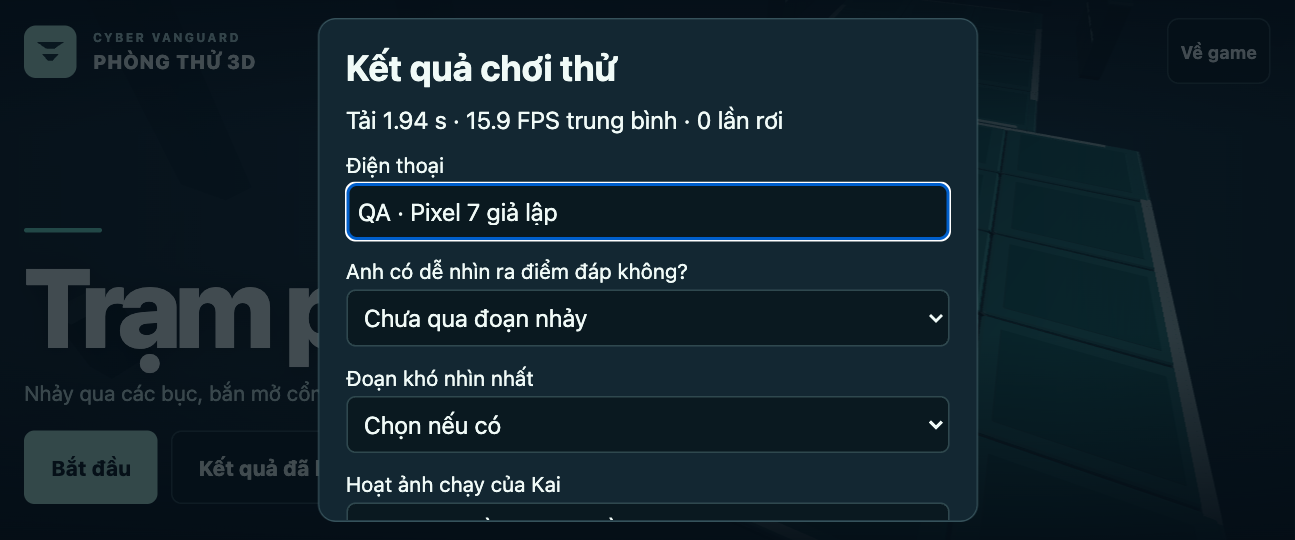 CYBER VANGUARD
PHÒNG THỬ 3D
Về game
Kết quả chơi thử
Tải 1.94 s · 15.9 FPS trung bình · 0 lần rơi
Điện thoại
QA · Pixel 7 giả lập
Anh có dễ nhìn ra điểm đáp không?
Chưa qua đoạn nhảy
Đoạn khó nhìn nhất
Chọn nếu có
Hoạt ảnh chạy của Kai
Trạm p
Nhảy qua các bục, bắn mở cổn
Bắt đầu
Kết quả đã l